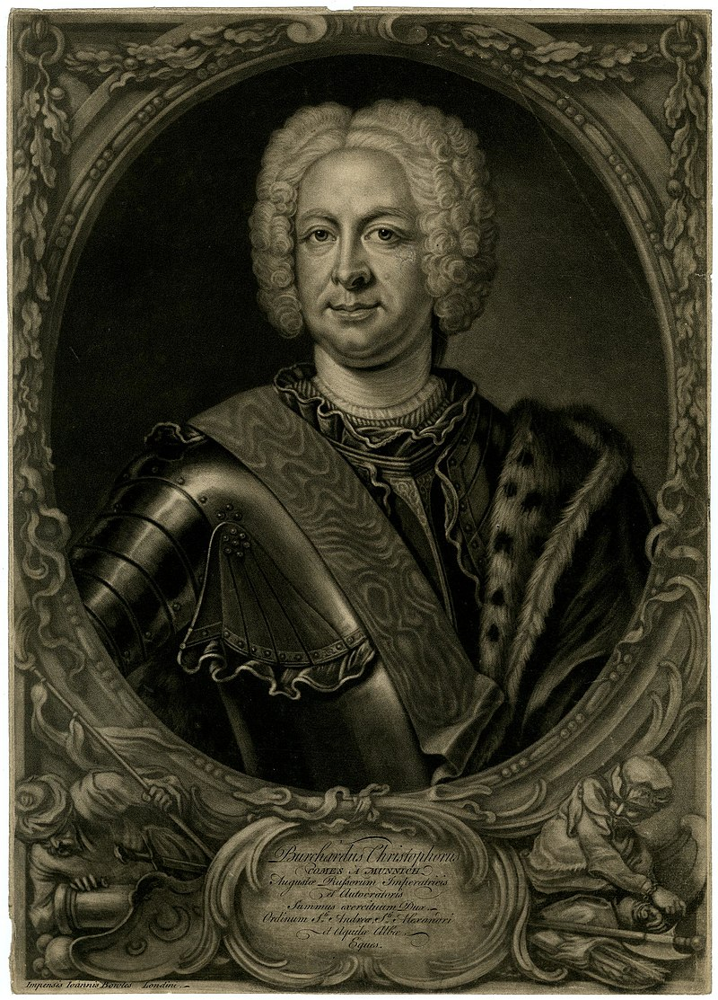 Burchardus Christophorus
COMES A MUNNICH
Augustæ Russorum Imperatricis
et Autocratoris
Summus exercituum Dux
Ordinum S.ti Andreæ S.ti Alexandri
et Aquilæ Albæ
Eques.
Impensis Ioannis Bowles Londini